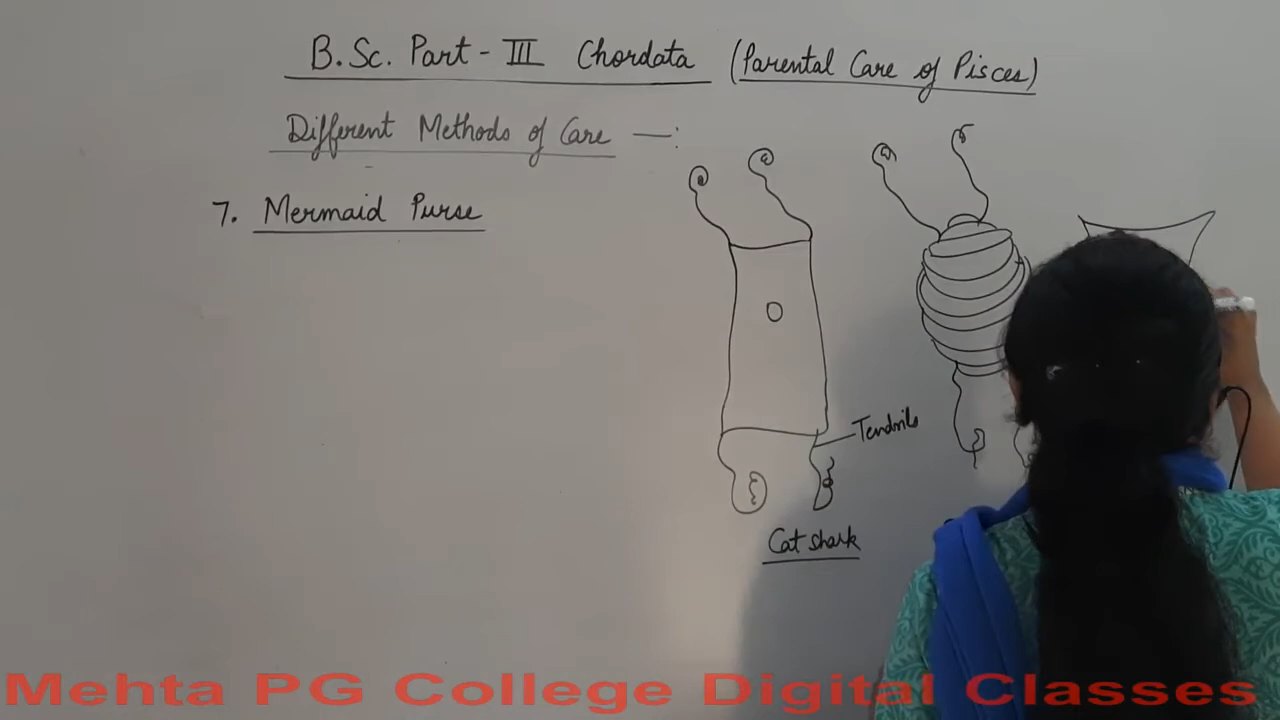 B.Sc. Part - III Chordata (Parental Care of Pisces)
Different Methods of Care —:
7. Mermaid Purse
Tendrils
Cat shark
Mehta PG College Digital Classes